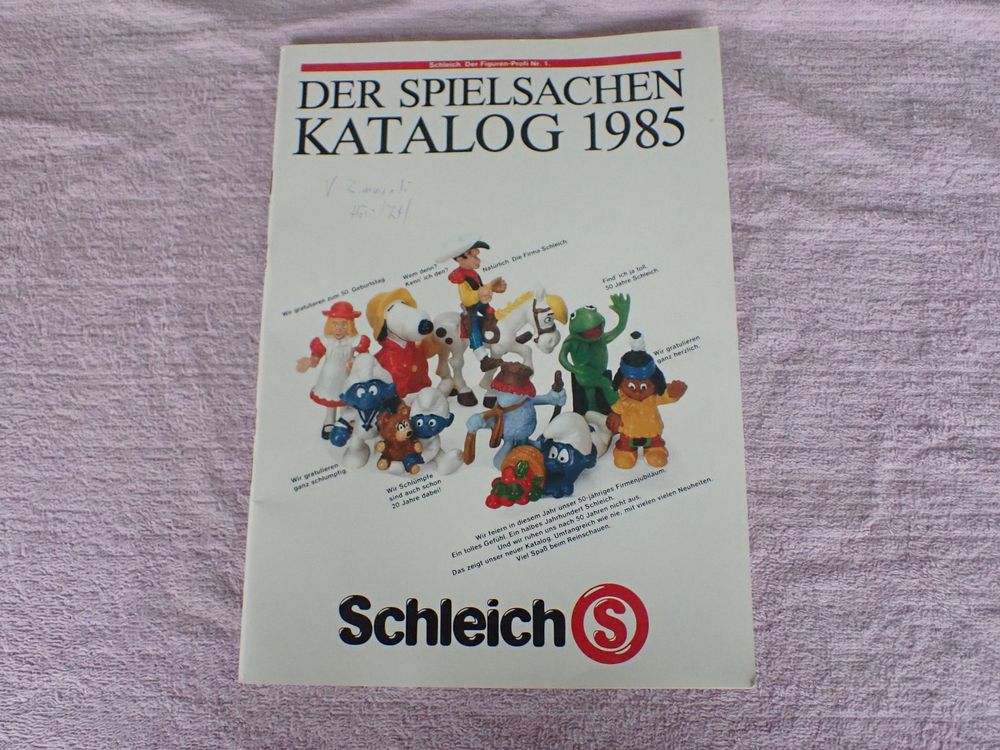 Schleich. Der Figuren-Profi Nr. 1.
DER SPIELSACHEN
KATALOG 1985
Wir gratulieren zum 50. Geburtstag.
Wem denn?
Kenn' ich den?
Natürlich. Die Firma Schleich.
Find' ich ja toll.
50 Jahre Schleich.
Wir gratulieren
ganz herzlich.
Wir gratulieren
ganz schlumpfig.
Wir Schlümpfe
sind auch schon
20 Jahre dabei!
Wir feiern in diesem Jahr unser 50-jähriges Firmenjubiläum.
Ein tolles Gefühl. Ein halbes Jahrhundert Schleich.
Und wir ruhen uns nach 50 Jahren nicht aus.
Das zeigt unser neuer Katalog. Umfangreich wie nie, mit vielen vielen Neuheiten.
Viel Spaß beim Reinschauen.
Schleich S